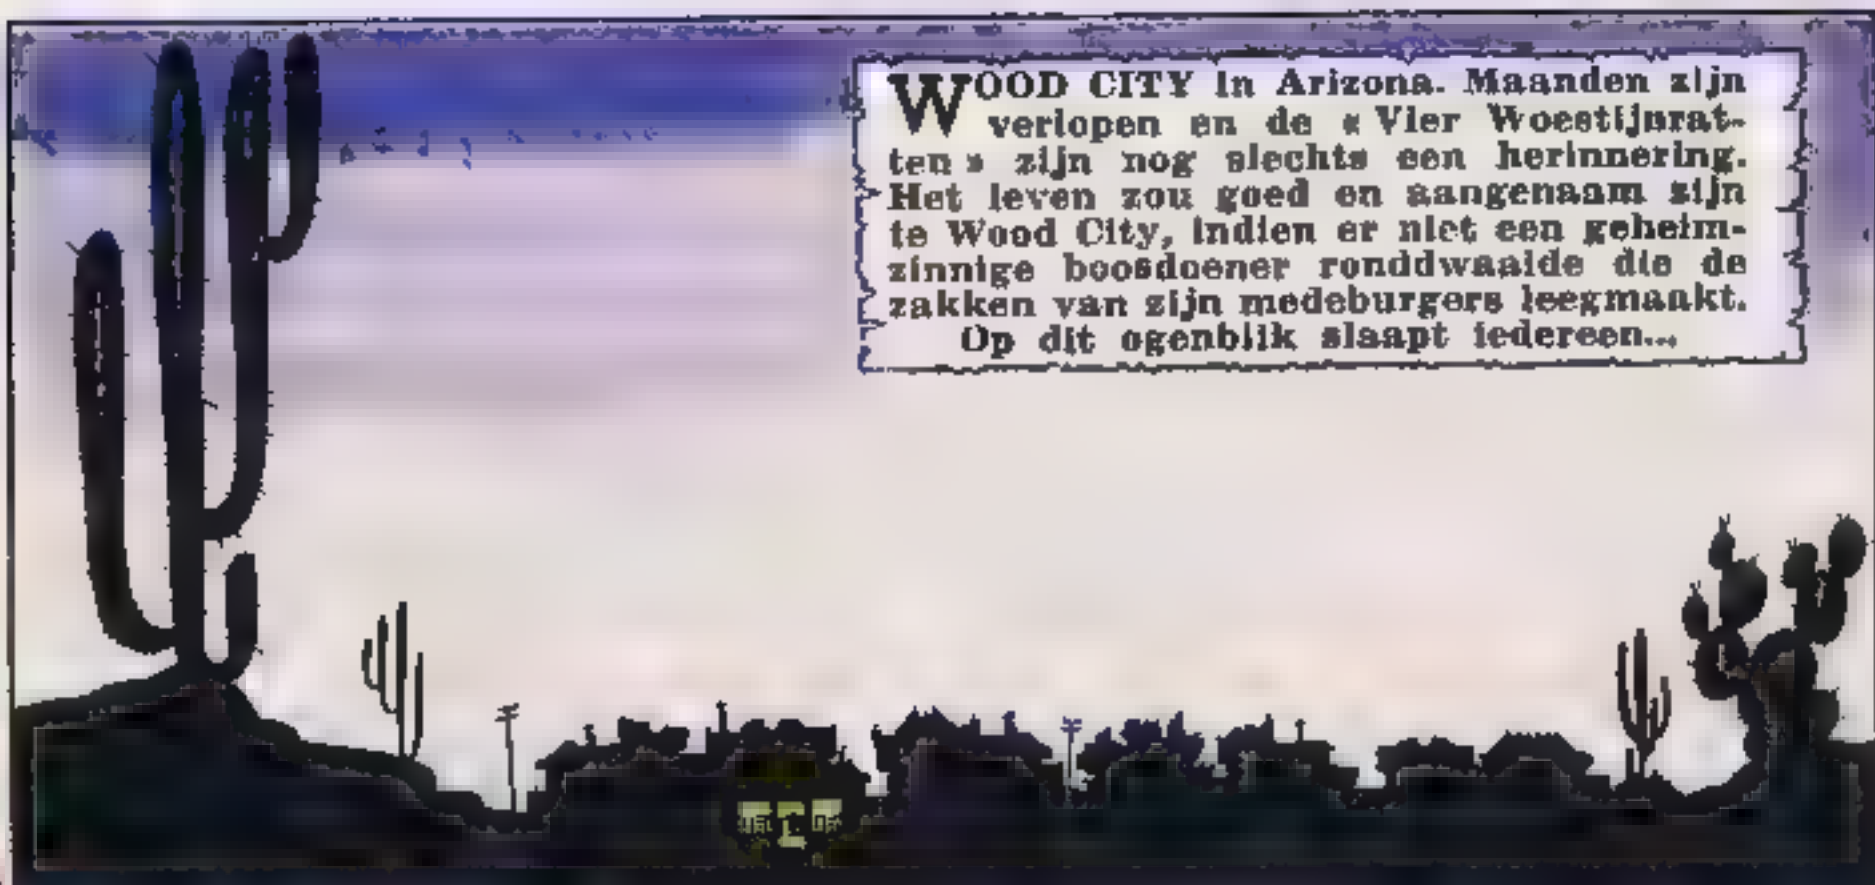 WOOD CITY in Arizona. Maanden zijn
verlopen en de « Vier Woestijnrat-
ten » zijn nog slechts een herinnering.
Het leven zou goed en aangenaam zijn
te Wood City, indien er niet een geheim-
zinnige boosdoener ronddwaalde die de
zakken van zijn medeburgers leegmaakt.
Op dit ogenblik slaapt iedereen...